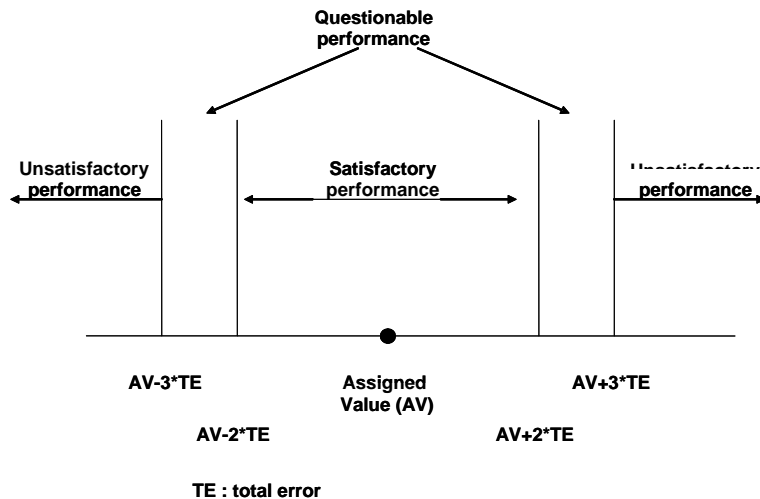 Questionable
performance
Unsatisfactory
performance
Satisfactory
performance
performance
AV-3*TE
Assigned
Value (AV)
AV+3*TE
AV-2*TE
AV+2*TE
TE : total error